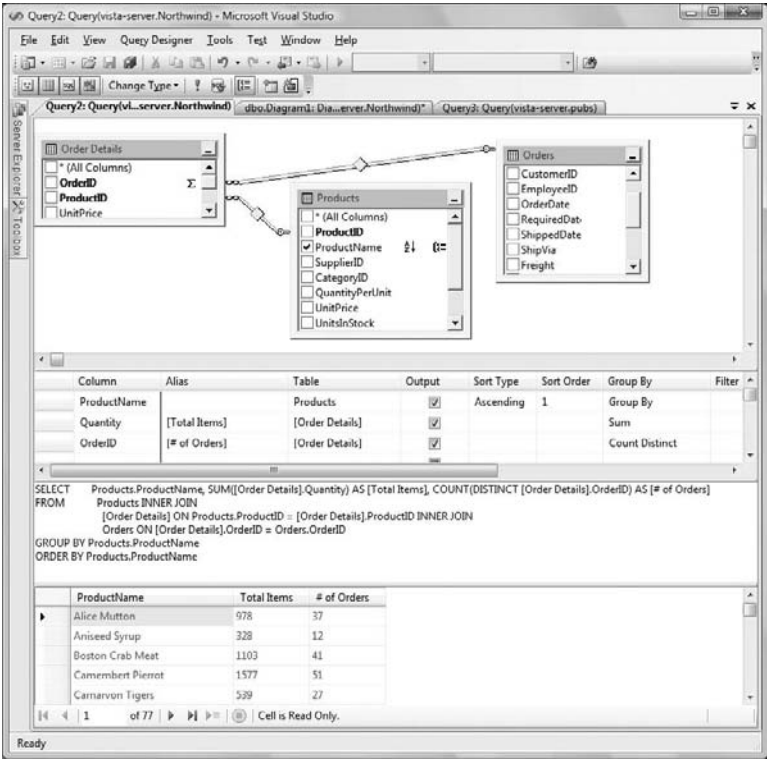 Query2: Query(vista-server.Northwind) - Microsoft Visual Studio
File Edit View Query Designer Tools Test Window Help
Change Type
Query2: Query(vi...server.Northwind) dbo.Diagram1: Dia...erver.Northwind)* Query3: Query(vista-server.pubs)
Server Explorer
Toolbox
Order Details
* (All Columns)
OrderID
ProductID
UnitPrice
Products
* (All Columns)
ProductID
ProductName
SupplierID
CategoryID
QuantityPerUnit
UnitPrice
UnitsInStock
Orders
CustomerID
EmployeeID
OrderDate
RequiredDat
ShippedDate
ShipVia
Freight
Column Alias Table Output Sort Type Sort Order Group By Filter
ProductName Products Ascending 1 Group By
Quantity [Total Items] [Order Details] Sum
OrderID [# of Orders] [Order Details] Count Distinct
SELECT Products.ProductName, SUM([Order Details].Quantity) AS [Total Items], COUNT(DISTINCT [Order Details].OrderID) AS [# of Orders]
FROM Products INNER JOIN
[Order Details] ON Products.ProductID = [Order Details].ProductID INNER JOIN
Orders ON [Order Details].OrderID = Orders.OrderID
GROUP BY Products.ProductName
ORDER BY Products.ProductName
ProductName Total Items # of Orders
Alice Mutton 978 37
Aniseed Syrup 328 12
Boston Crab Meat 1103 41
Camembert Pierrot 1577 51
Carnarvon Tigers 539 27
1 of 77 Cell is Read Only.
Ready